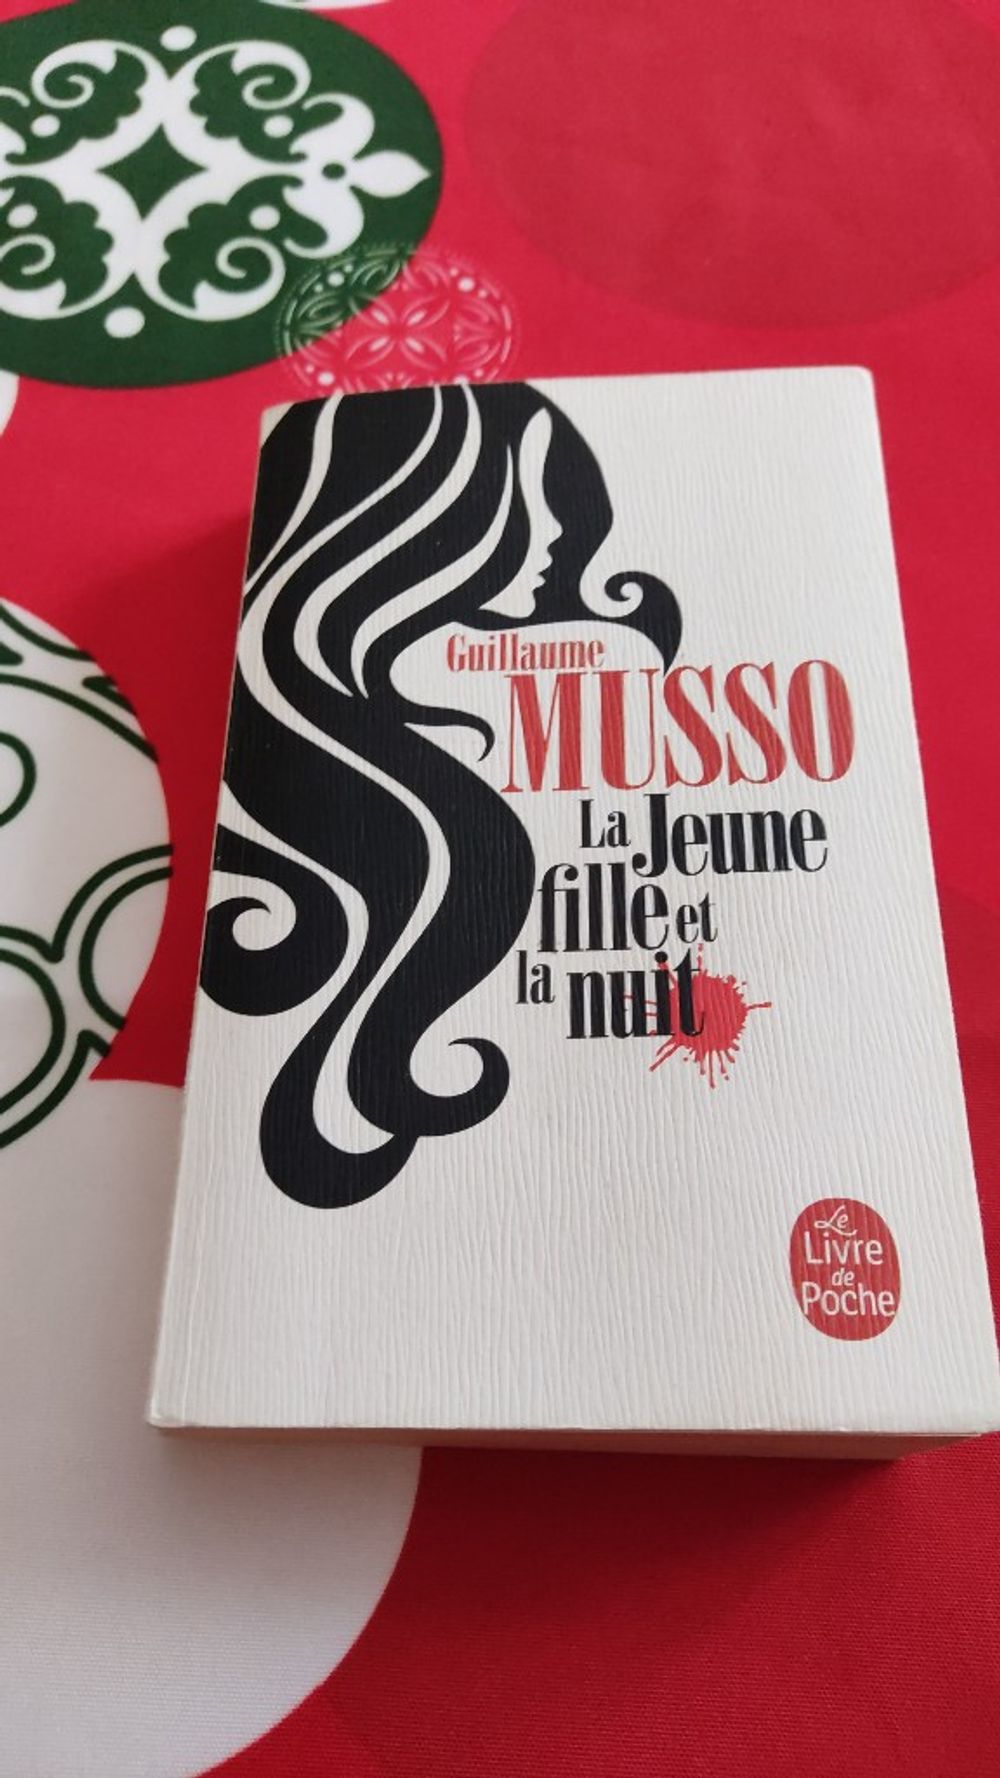 Guillaume
MUSSO
La Jeune
fille et
la nuit
Le
Livre
de
Poche